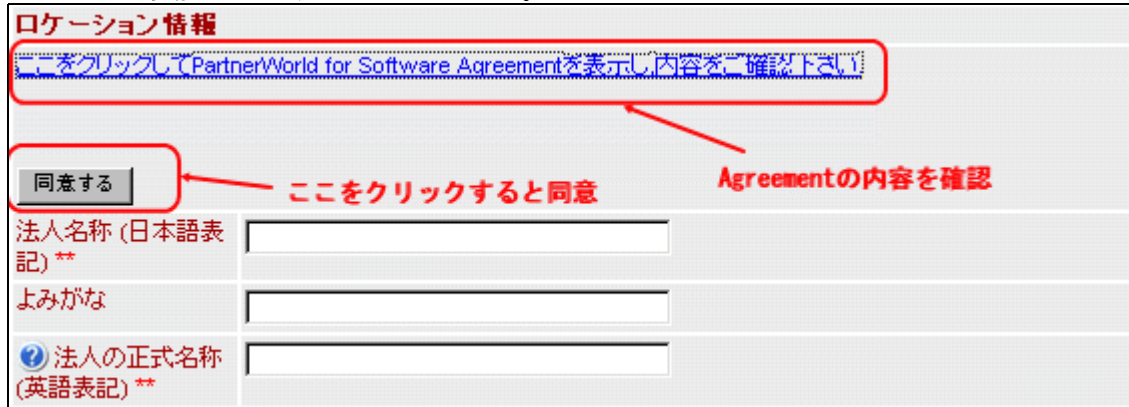 ロケーション情報
ここをクリックしてPartnerWorld for Software Agreementを表示し,内容をご確認下さい
Agreementの内容を確認
同意する
ここをクリックすると同意
法人名称 (日本語表
記) **
よみがな
法人の正式名称
(英語表記) **